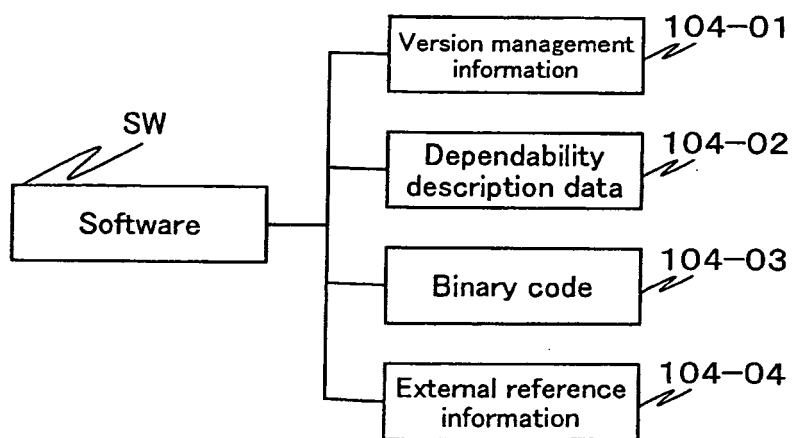 SW
Software
104-01
Version management
information
104-02
Dependability
description data
104-03
Binary code
104-04
External reference
information